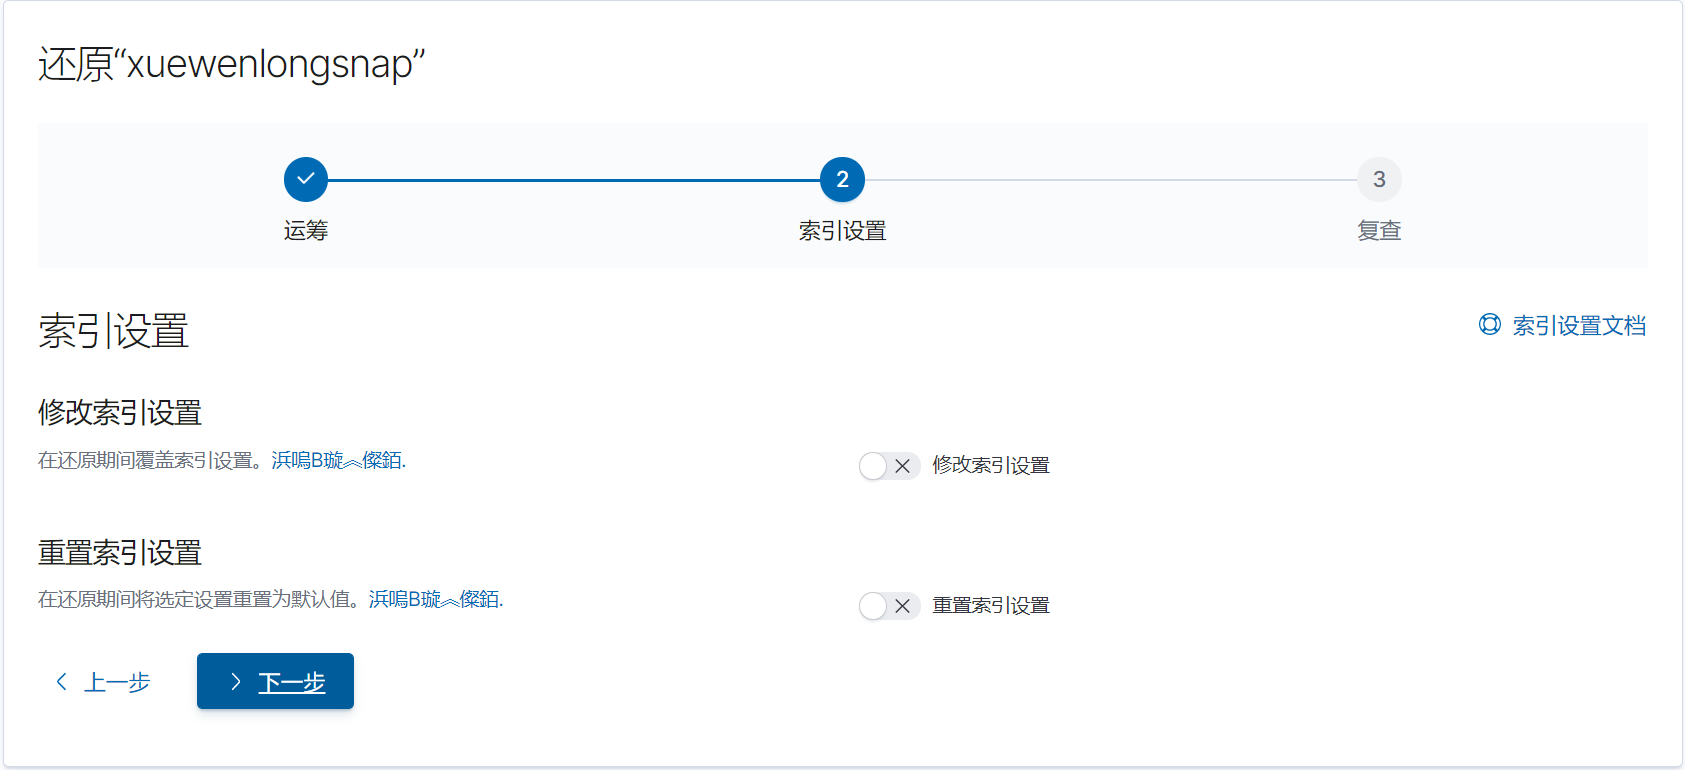 还原“xuewenlongsnap”
2
3
运筹
索引设置
复查
索引设置
索引设置文档
修改索引设置
在还原期间覆盖索引设置。浜嗚В璇︽儏銆.
修改索引设置
重置索引设置
在还原期间将选定设置重置为默认值。浜嗚В璇︽儏銆.
重置索引设置
上一步
下一步